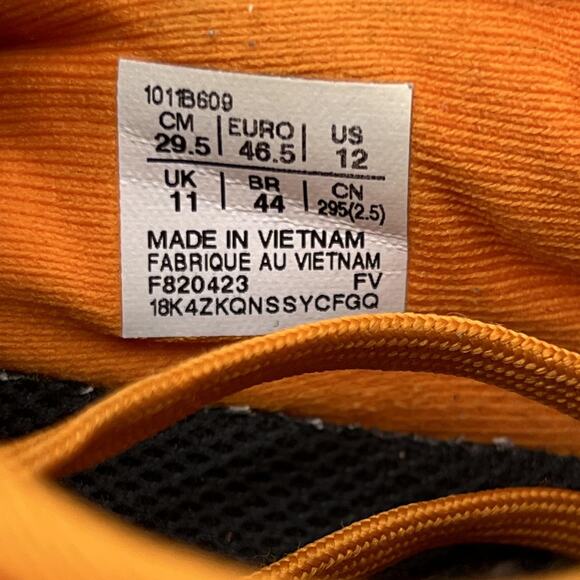 1011B609
CM | EURO | US
29.5 | 46.5 | 12
UK | BR | CN
11 | 44 | 295(2.5)
MADE IN VIETNAM
FABRIQUE AU VIETNAM
F820423 FV
18K4ZKQNSSYCFGQ